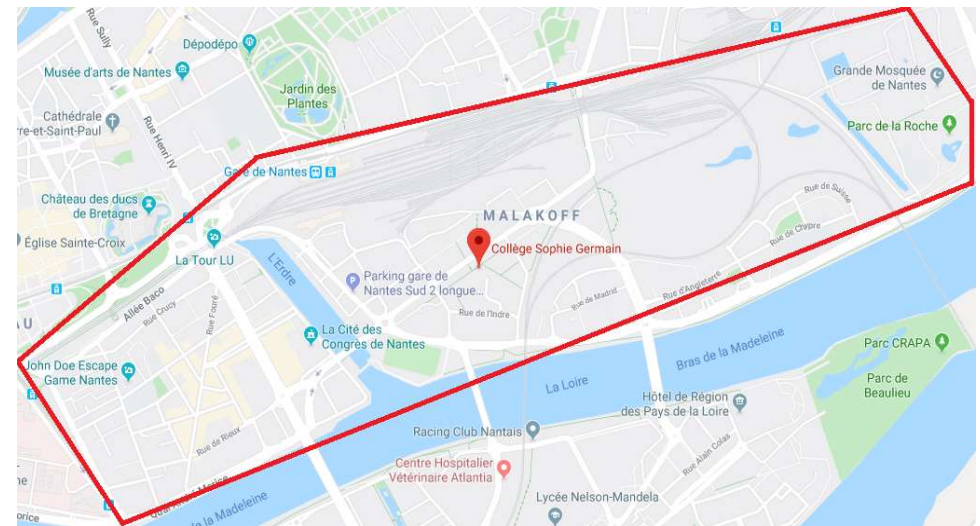 Rue Sully
Dépodépo
Musée d'arts de Nantes
Jardin des
Plantes
Grande Mosquée
de Nantes
Cathédrale
rre-et-Saint-Paul
Rue Henri IV
Parc de la Roche
Gare de Nantes
Château des ducs
de Bretagne
Rue de Suisse
MALAKOFF
Église Sainte-Croix
La Tour LU
Collège Sophie Germain
Rue de Chypre
L'Erdre
Parking gare de
Nantes Sud 2 longue...
Allée Baco
Rue Crucy
Rue Fouré
Rue de Madrid
Rue d'Angleterre
Rue de l'Indre
AU
La Cité des
Congrès de Nantes
Parc CRAPA
John Doe Escape
Game Nantes
Bras de la Madeleine
La Loire
Parc de
Beaulieu
Hôtel de Région
des Pays de la Loire
Racing Club Nantais
Rue de Rieux
Rue Alain Colas
Centre Hospitalier
Vétérinaire Atlantia
ne
Lycée Nelson-Mandela
de la Madeleine
orice